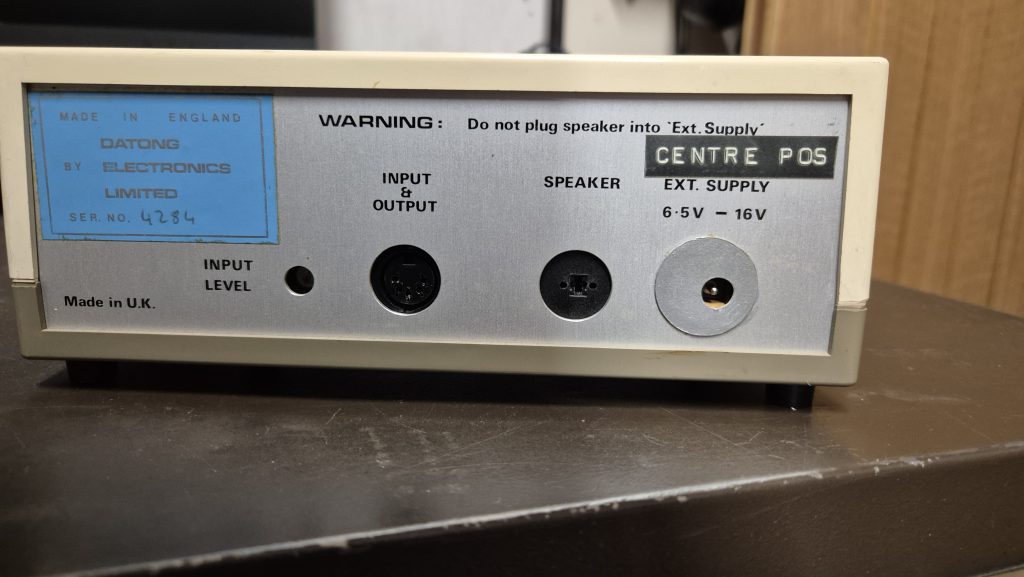 MADE IN ENGLAND
DATONG
BY ELECTRONICS
LIMITED
SER. NO. 4284
WARNING: Do not plug speaker into 'Ext. Supply'
CENTRE POS
INPUT
&
OUTPUT
SPEAKER
EXT. SUPPLY
6·5V – 16V
INPUT
LEVEL
Made in U.K.